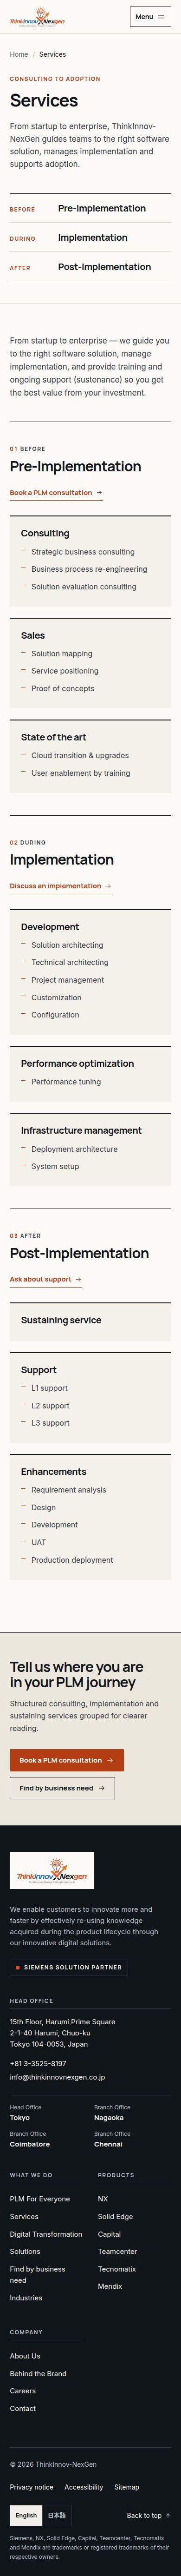 ThinkInnovNexgen
Menu
Home / Services
CONSULTING TO ADOPTION
Services
From startup to enterprise, ThinkInnov-
NexGen guides teams to the right software
solution, manages implementation and
supports adoption.
BEFORE Pre-Implementation
DURING Implementation
AFTER Post-Implementation
From startup to enterprise — we guide you
to the right software solution, manage
implementation, and provide training and
ongoing support (sustenance) so you get
the best value from your investment.
01 BEFORE
Pre-Implementation
Book a PLM consultation →
Consulting
Strategic business consulting
Business process re-engineering
Solution evaluation consulting
Sales
Solution mapping
Service positioning
Proof of concepts
State of the art
Cloud transition & upgrades
User enablement by training
02 DURING
Implementation
Discuss an implementation →
Development
Solution architecting
Technical architecting
Project management
Customization
Configuration
Performance optimization
Performance tuning
Infrastructure management
Deployment architecture
System setup
03 AFTER
Post-Implementation
Ask about support →
Sustaining service
Support
L1 support
L2 support
L3 support
Enhancements
Requirement analysis
Design
Development
UAT
Production deployment
Tell us where you are
in your PLM journey
Structured consulting, implementation and
sustaining services grouped for clearer
reading.
Book a PLM consultation →
Find by business need →
ThinkInnovNexgen
We enable customers to innovate more and
faster by effectively re-using knowledge
acquired during the product lifecycle through
our innovative digital solutions.
SIEMENS SOLUTION PARTNER
HEAD OFFICE
15th Floor, Harumi Prime Square
2-1-40 Harumi, Chuo-ku
Tokyo 104-0053, Japan
+81 3-3525-8197
info@thinkinnovnexgen.co.jp
Head Office
Tokyo
Branch Office
Nagaoka
Branch Office
Coimbatore
Branch Office
Chennai
WHAT WE DO
PLM For Everyone
Services
Digital Transformation
Solutions
Find by business
need
Industries
PRODUCTS
NX
Solid Edge
Capital
Teamcenter
Tecnomatix
Mendix
COMPANY
About Us
Behind the Brand
Careers
Contact
© 2026 ThinkInnov-NexGen
Privacy notice Accessibility Sitemap
English 日本語
Back to top ↑
Siemens, NX, Solid Edge, Capital, Teamcenter, Tecnomatix
and Mendix are trademarks or registered trademarks of their
respective owners.